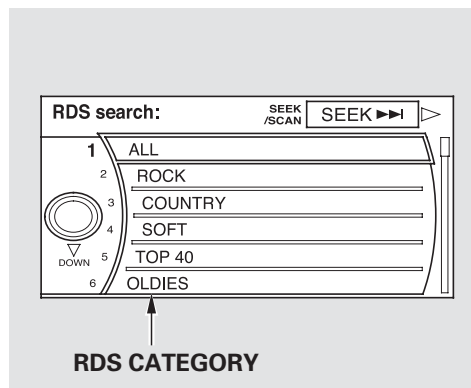 RDS search:
SEEK
/SCAN
SEEK
1 ALL
2 ROCK
3 COUNTRY
4 SOFT
5 TOP 40
6 OLDIES
DOWN
RDS CATEGORY